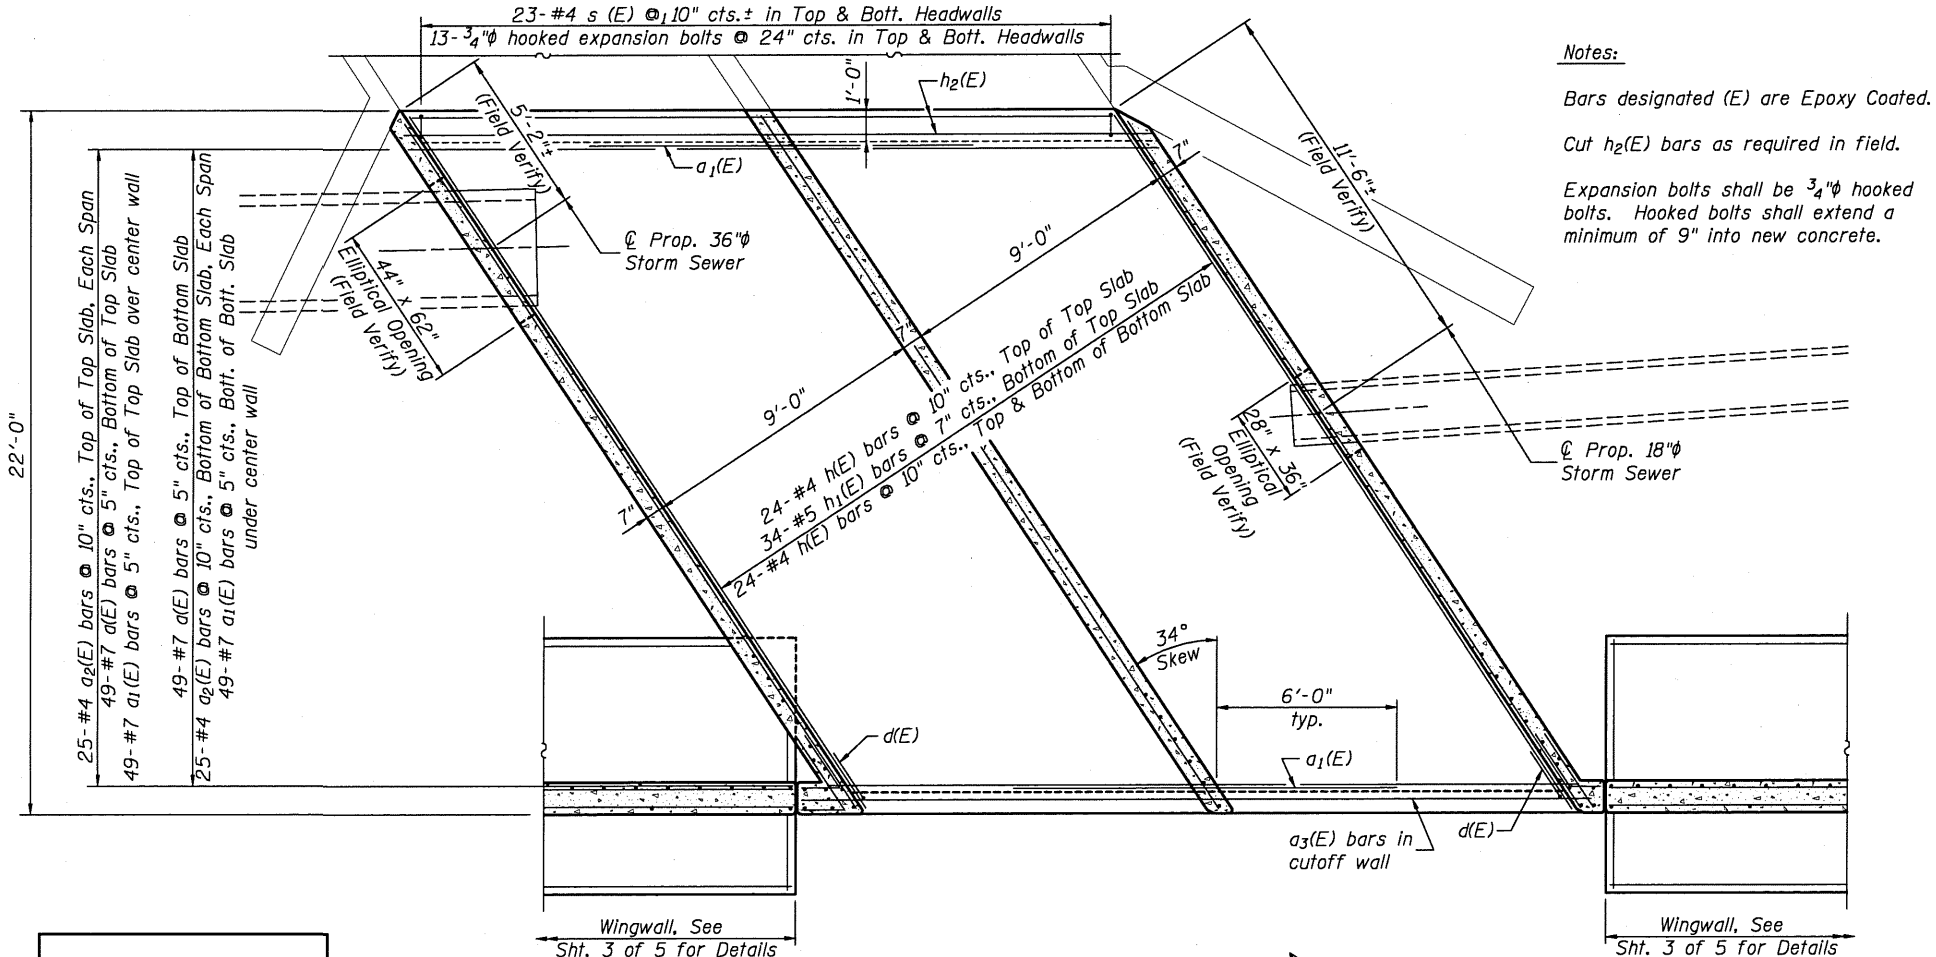 23-#4 s (E) @ 10" cts.± in Top & Bott. Headwalls
13-3/4"φ hooked expansion bolts @ 24" cts. in Top & Bott. Headwalls
Notes:
Bars designated (E) are Epoxy Coated.
Cut h2(E) bars as required in field.
Expansion bolts shall be 3/4"φ hooked
bolts. Hooked bolts shall extend a
minimum of 9" into new concrete.
1'-0"
h2(E)
a1(E)
5'-2"±
(Field Verify)
11'-6"±
(Field Verify)
7"
℄ Prop. 36"φ
Storm Sewer
44" x 62"
Elliptical Opening
(Field Verify)
9'-0"
7"
9'-0"
7"
24-#4 h(E) bars @ 10" cts., Top of Top Slab
34-#5 h1(E) bars @ 7" cts., Bottom of Top Slab
24-#4 h(E) bars @ 10" cts., Top & Bottom of Bottom Slab
28" x 36"
Elliptical
Opening
(Field Verify)
℄ Prop. 18"φ
Storm Sewer
22'-0"
25-#4 a2(E) bars @ 10" cts., Top of Top Slab, Each Span
49-#7 a(E) bars @ 5" cts., Bottom of Top Slab
49-#7 a1(E) bars @ 5" cts., Top of Top Slab over center wall
49-#7 a(E) bars @ 5" cts., Top of Bottom Slab
25-#4 a2(E) bars @ 10" cts., Bottom of Bottom Slab, Each Span
49-#7 a1(E) bars @ 5" cts., Bott. of Bott. Slab
under center wall
34°
Skew
6'-0"
typ.
d(E)
a1(E)
a3(E) bars in
cutoff wall
d(E)
Wingwall, See
Sht. 3 of 5 for Details
Wingwall, See
Sht. 3 of 5 for Details